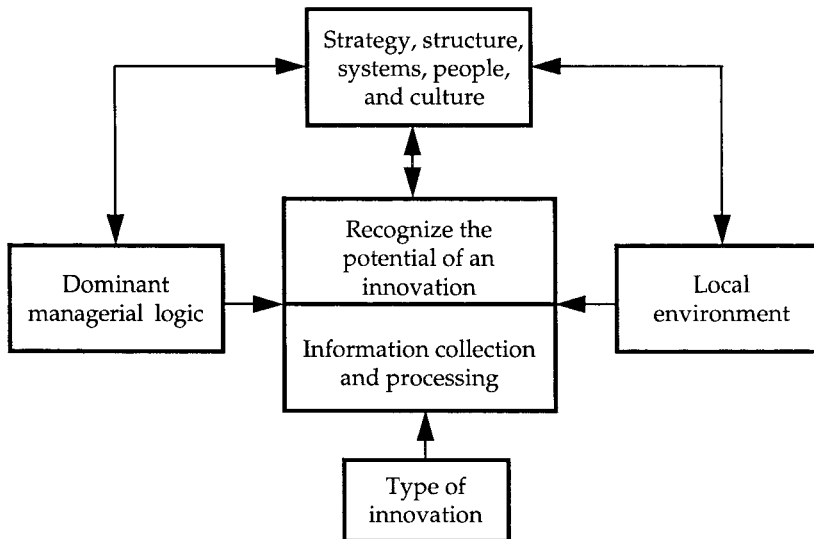 Strategy, structure,
systems, people,
and culture
Recognize the
potential of an
innovation
Dominant
managerial logic
Local
environment
Information collection
and processing
Type of
innovation